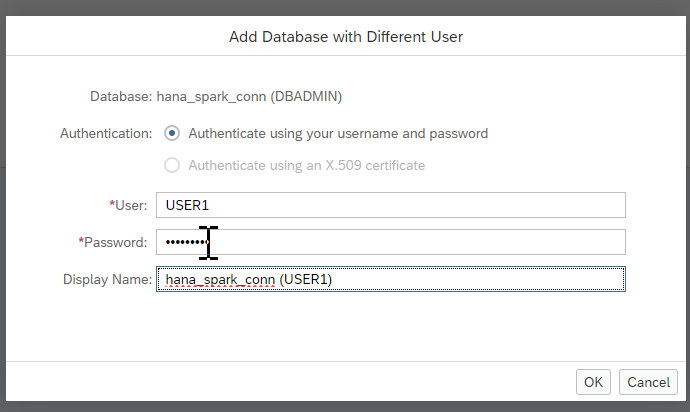 Add Database with Different User
Database: hana_spark_conn (DBADMIN)
Authentication: Authenticate using your username and password
Authenticate using an X.509 certificate
*User: USER1
*Password: •••••••••
Display Name: hana_spark_conn (USER1)
OK Cancel